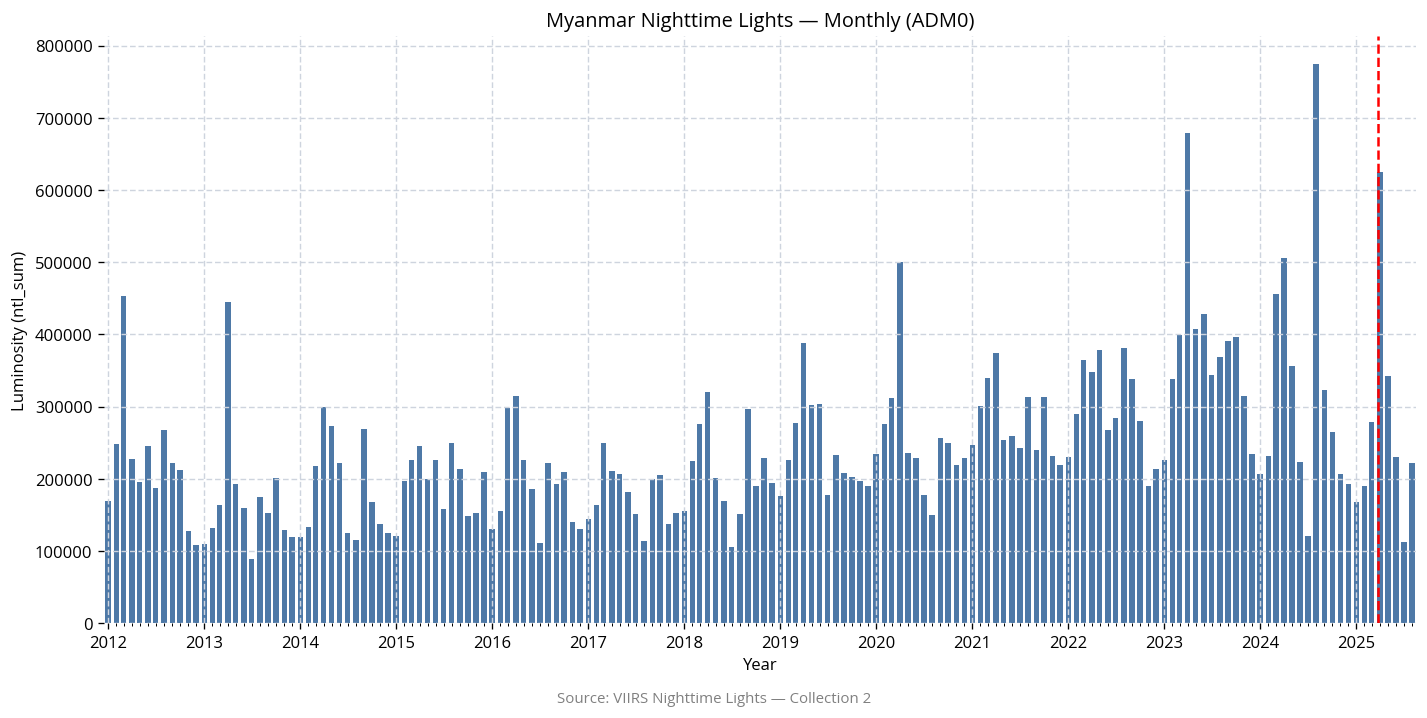 Myanmar Nighttime Lights — Monthly (ADM0)
800000
700000
600000
500000
400000
300000
200000
100000
0
Luminosity (ntl_sum)
2012 2013 2014 2015 2016 2017 2018 2019 2020 2021 2022 2023 2024 2025
Year
Source: VIIRS Nighttime Lights — Collection 2